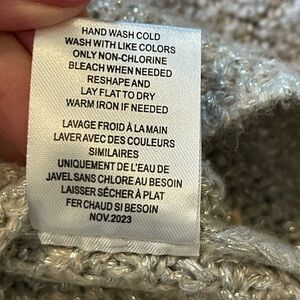 HAND WASH COLD
WASH WITH LIKE COLORS
ONLY NON-CHLORINE
BLEACH WHEN NEEDED
RESHAPE AND
LAY FLAT TO DRY
WARM IRON IF NEEDED
LAVAGE FROID À LA MAIN
LAVER AVEC DES COULEURS
SIMILAIRES
UNIQUEMENT DE L'EAU DE
JAVEL SANS CHLORE AU BESOIN
LAISSER SÉCHER À PLAT
FER CHAUD SI BESOIN
NOV.2023